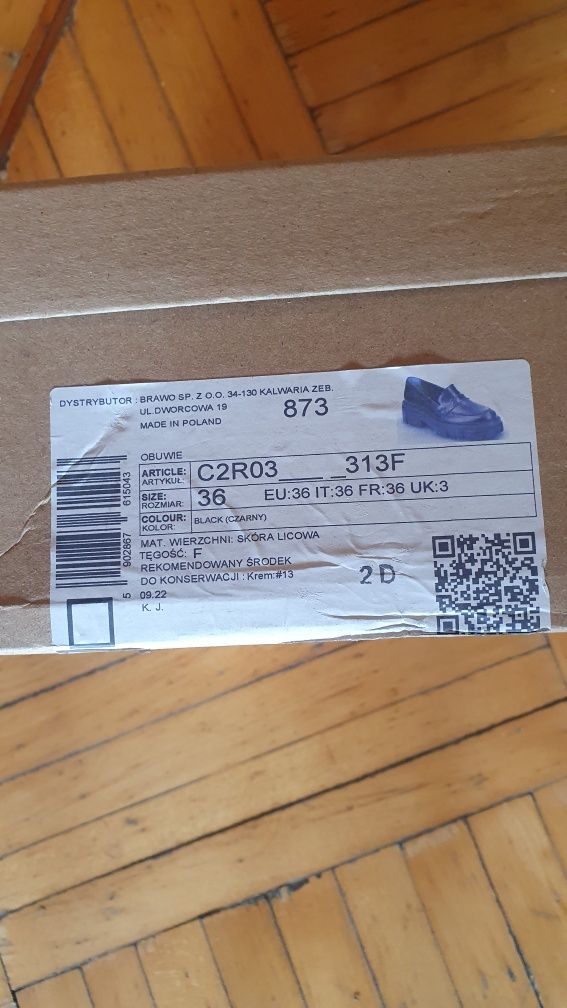 DYSTRYBUTOR : BRAWO SP. Z O.O. 34-130 KALWARIA ZEB.
UL.DWORCOWA 19
MADE IN POLAND
873
OBUWIE
ARTICLE:
ARTYKUŁ:
C2R03____ _313F
SIZE:
ROZMIAR:
36 EU:36 IT:36 FR:36 UK:3
COLOUR:
KOLOR:
BLACK (CZARNY)
MAT. WIERZCHNI: SKÓRA LICOWA
TĘGOŚĆ: F
REKOMENDOWANY ŚRODEK
DO KONSERWACJI : Krem:#13
2D
09.22
K. J.
5 902867 615043